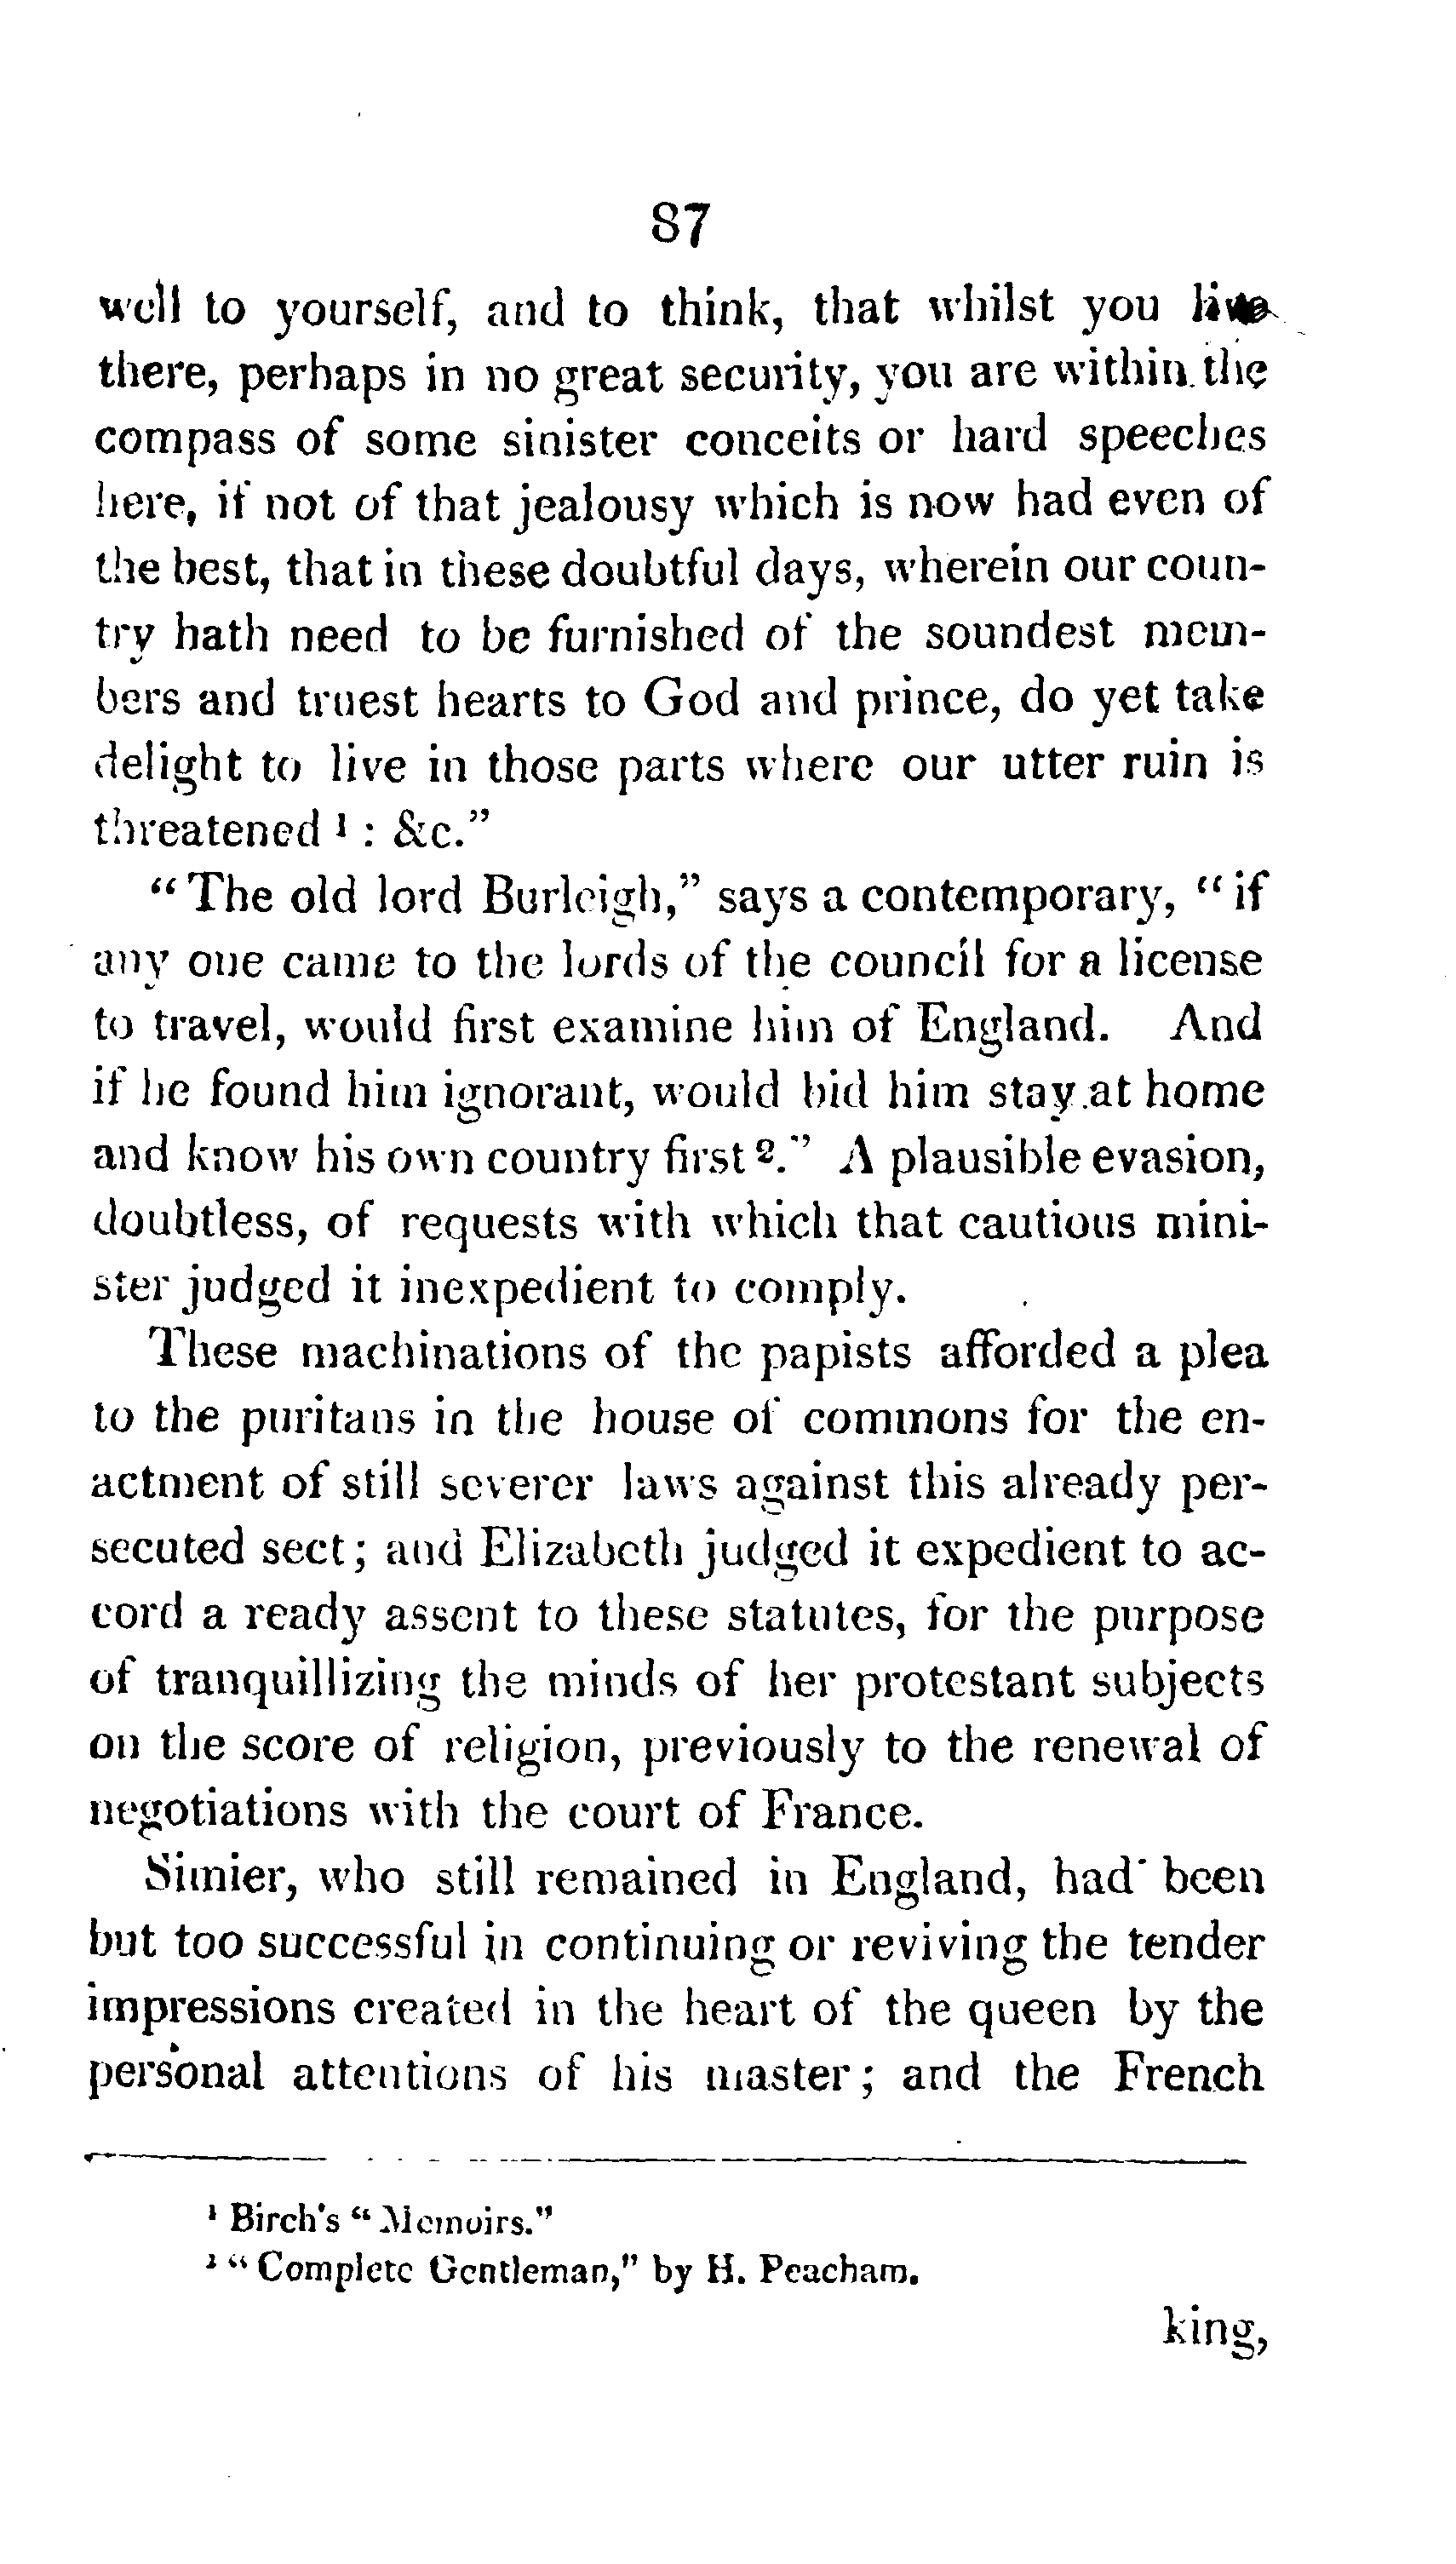 87
well to yourself, and to think, that whilst you live
there, perhaps in no great security, you are within the
compass of some sinister conceits or hard speeches
here, if not of that jealousy which is now had even of
the best, that in these doubtful days, wherein our coun-
try hath need to be furnished of the soundest mem-
bers and truest hearts to God and prince, do yet take
delight to live in those parts where our utter ruin is
threatened ¹ : &c."
"The old lord Burleigh," says a contemporary, "if
any one came to the lords of the council for a license
to travel, would first examine him of England. And
if he found him ignorant, would bid him stay at home
and know his own country first ²." A plausible evasion,
doubtless, of requests with which that cautious mini-
ster judged it inexpedient to comply.
These machinations of the papists afforded a plea
to the puritans in the house of commons for the en-
actment of still severer laws against this already per-
secuted sect; and Elizabeth judged it expedient to ac-
cord a ready assent to these statutes, for the purpose
of tranquillizing the minds of her protestant subjects
on the score of religion, previously to the renewal of
negotiations with the court of France.
Simier, who still remained in England, had been
but too successful in continuing or reviving the tender
impressions created in the heart of the queen by the
personal attentions of his master; and the French
¹ Birch's "Memoirs."
² "Complete Gentleman," by H. Peacham.
king,